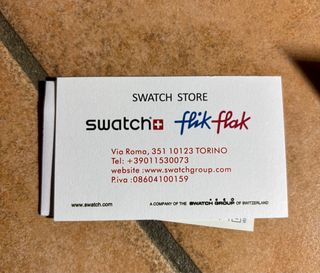 SWATCH STORE
swatch flik flak
Via Roma, 351 10123 TORINO
Tel: +39011530073
website :www.swatchgroup.com
P.iva :08604100159
www.swatch.com A COMPANY OF THE SWATCH GROUP OF SWITZERLAND